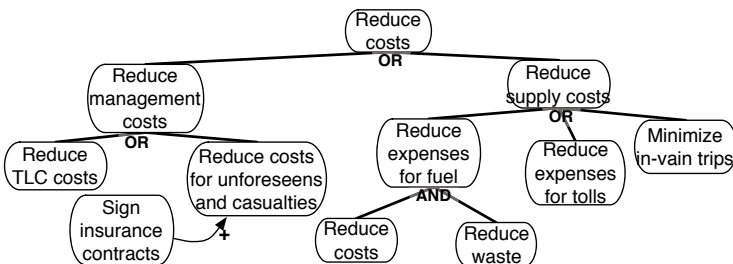 Reduce
costs
OR
Reduce
management
costs
OR
Reduce
supply costs
OR
Reduce
TLC costs
Reduce costs
for unforeseens
and casualties
Reduce
expenses
for fuel
AND
Reduce
expenses
for tolls
Minimize
in-vain trips
Sign
insurance
contracts
+
Reduce
costs
Reduce
waste